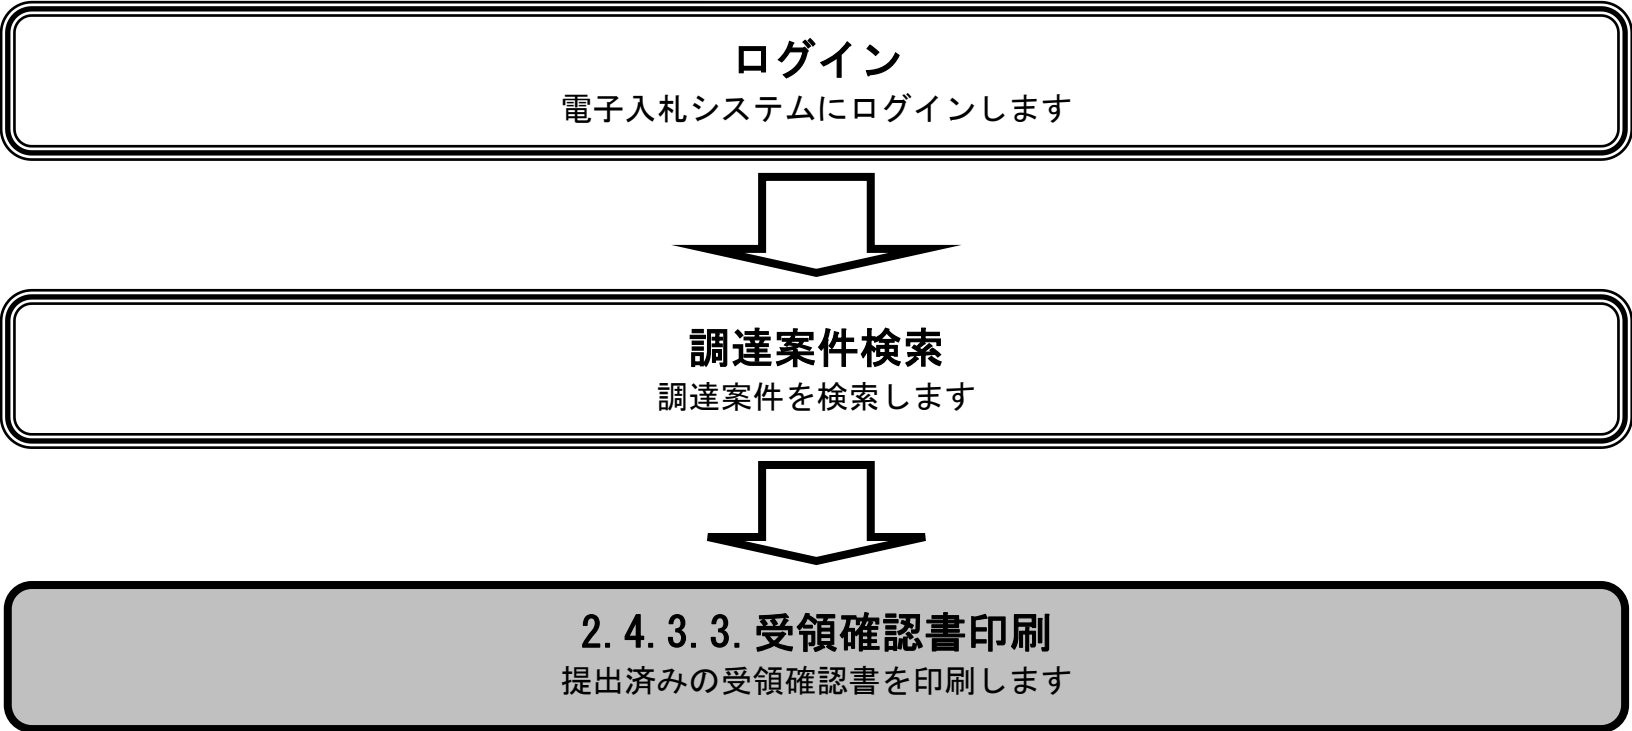 ログイン
電子入札システムにログインします
調達案件検索
調達案件を検索します
2.4.3.3.受領確認書印刷
提出済みの受領確認書を印刷します